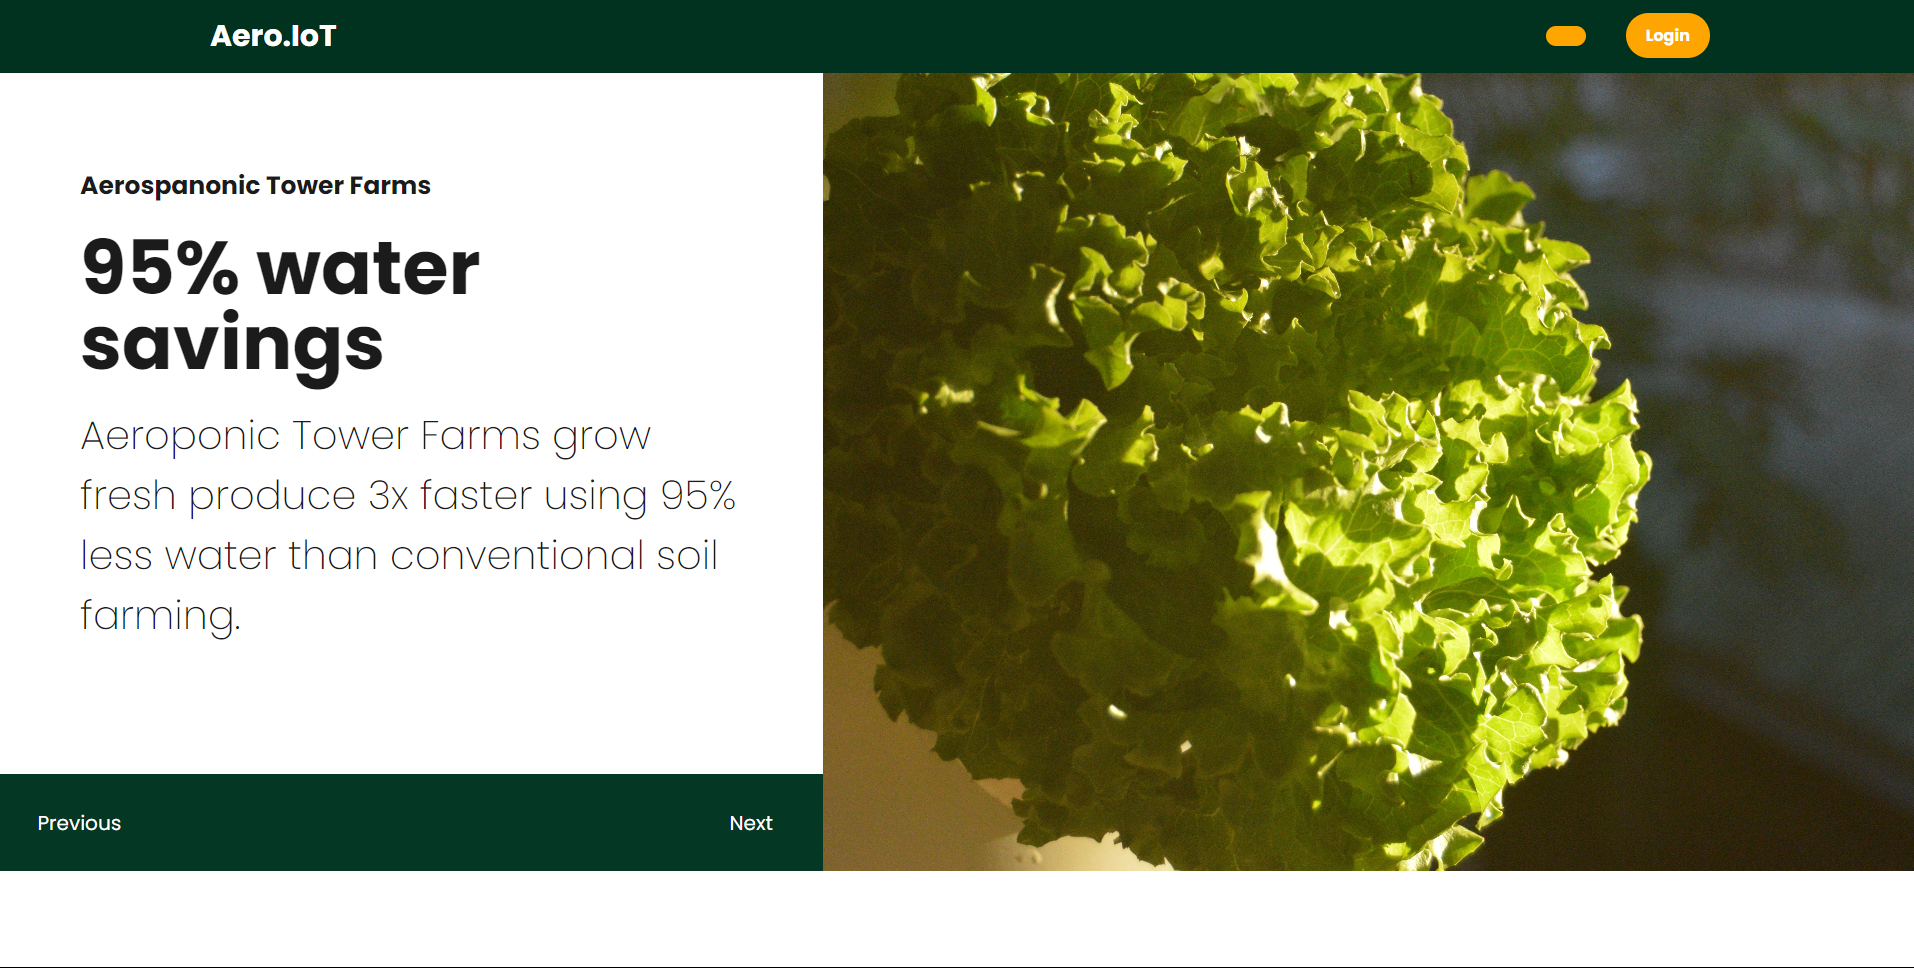 Aero.IoT
Login
Aerospanonic Tower Farms
95% water
savings
Aeroponic Tower Farms grow
fresh produce 3x faster using 95%
less water than conventional soil
farming.
Previous
Next